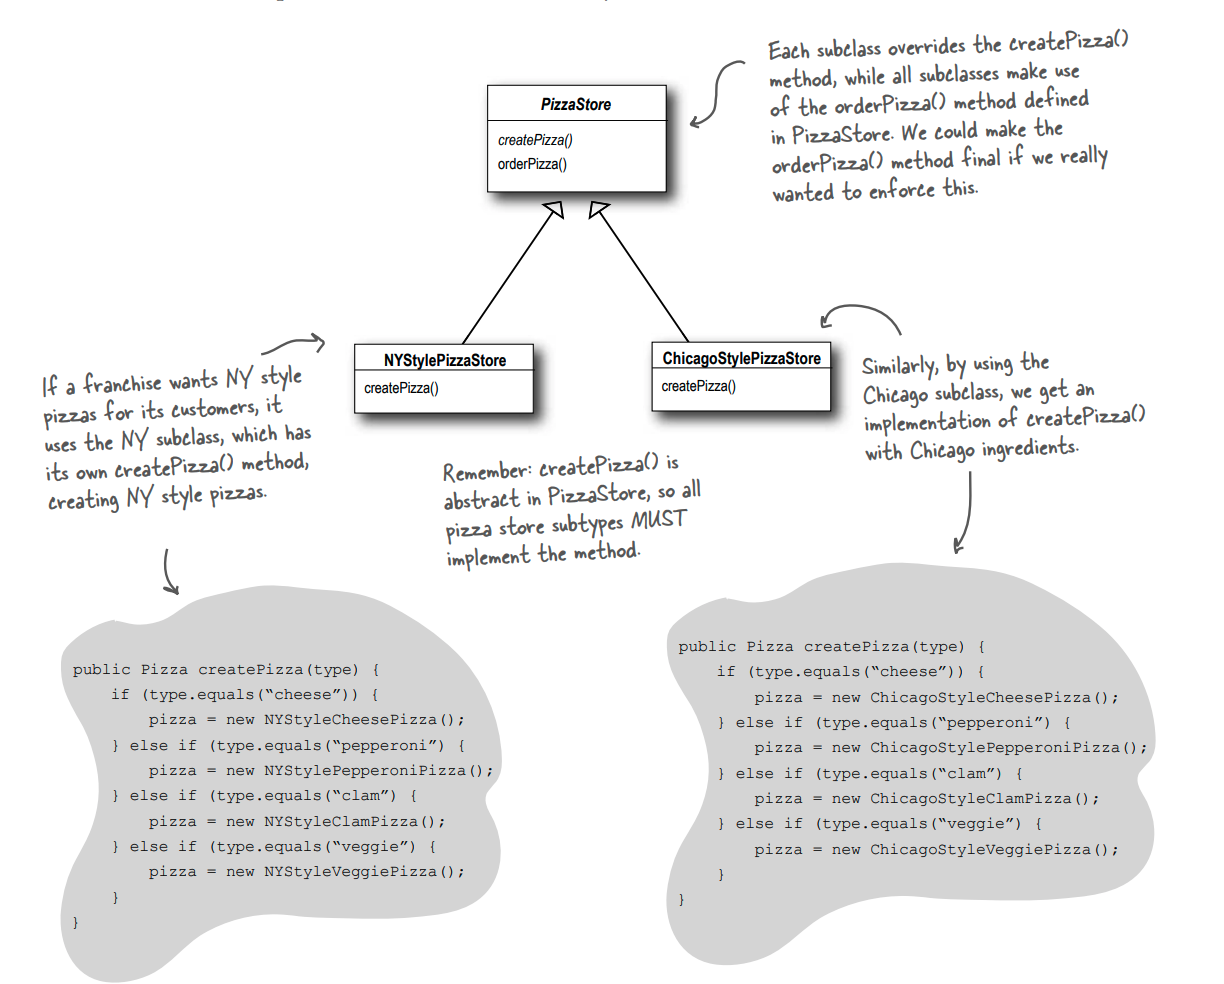 Each subclass overrides the createPizza()
method, while all subclasses make use
of the orderPizza() method defined
in PizzaStore. We could make the
orderPizza() method final if we really
wanted to enforce this.
PizzaStore
createPizza()
orderPizza()
NYStylePizzaStore
createPizza()
ChicagoStylePizzaStore
createPizza()
If a franchise wants NY style
pizzas for its customers, it
uses the NY subclass, which has
its own createPizza() method,
creating NY style pizzas.
Similarly, by using the
Chicago subclass, we get an
implementation of createPizza()
with Chicago ingredients.
Remember: createPizza() is
abstract in PizzaStore, so all
pizza store subtypes MUST
implement the method.
public Pizza createPizza(type) {
if (type.equals(“cheese”)) {
pizza = new NYStyleCheesePizza();
} else if (type.equals(“pepperoni”) {
pizza = new NYStylePepperoniPizza();
} else if (type.equals(“clam”) {
pizza = new NYStyleClamPizza();
} else if (type.equals(“veggie”) {
pizza = new NYStyleVeggiePizza();
}
}
public Pizza createPizza(type) {
if (type.equals(“cheese”)) {
pizza = new ChicagoStyleCheesePizza();
} else if (type.equals(“pepperoni”) {
pizza = new ChicagoStylePepperoniPizza();
} else if (type.equals(“clam”) {
pizza = new ChicagoStyleClamPizza();
} else if (type.equals(“veggie”) {
pizza = new ChicagoStyleVeggiePizza();
}
}